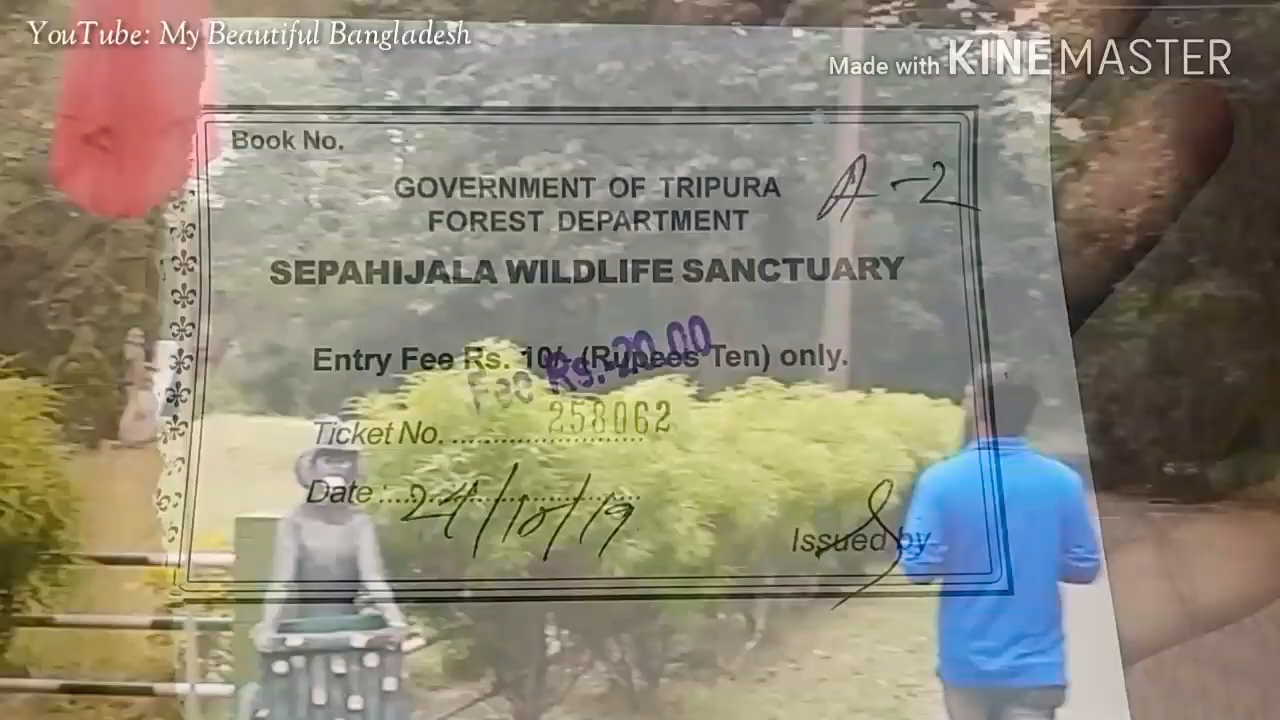 YouTube: My Beautiful Bangladesh
Made with KINEMASTER
Book No.
A-2
GOVERNMENT OF TRIPURA
FOREST DEPARTMENT
SEPAHIJALA WILDLIFE SANCTUARY
Entry Fee Rs. 10/- (Rupees Ten) only.
Fee Rs.-20.00
Ticket No. 258062
Date : 24/10/19
Issued by